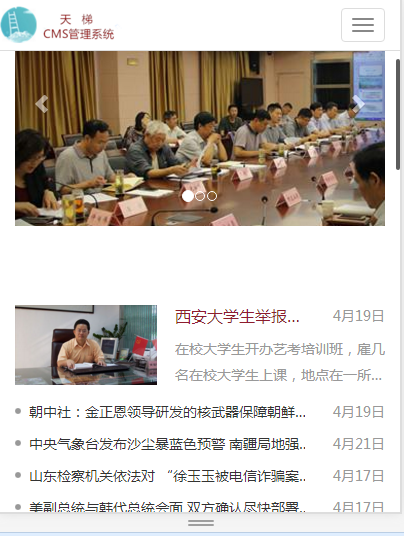 天 梯
CMS管理系统
西安大学生举报... 4月19日
在校大学生开办艺考培训班，雇几
名在校大学生上课，地点在一所...
朝中社：金正恩领导研发的核武器保障朝鲜... 4月19日
中央气象台发布沙尘暴蓝色预警 南疆局地强.. 4月21日
山东检察机关依法对 “徐玉玉被电信诈骗案.. 4月17日
美副总统与韩代总统会面 双方确认尽快部署.. 4月17日